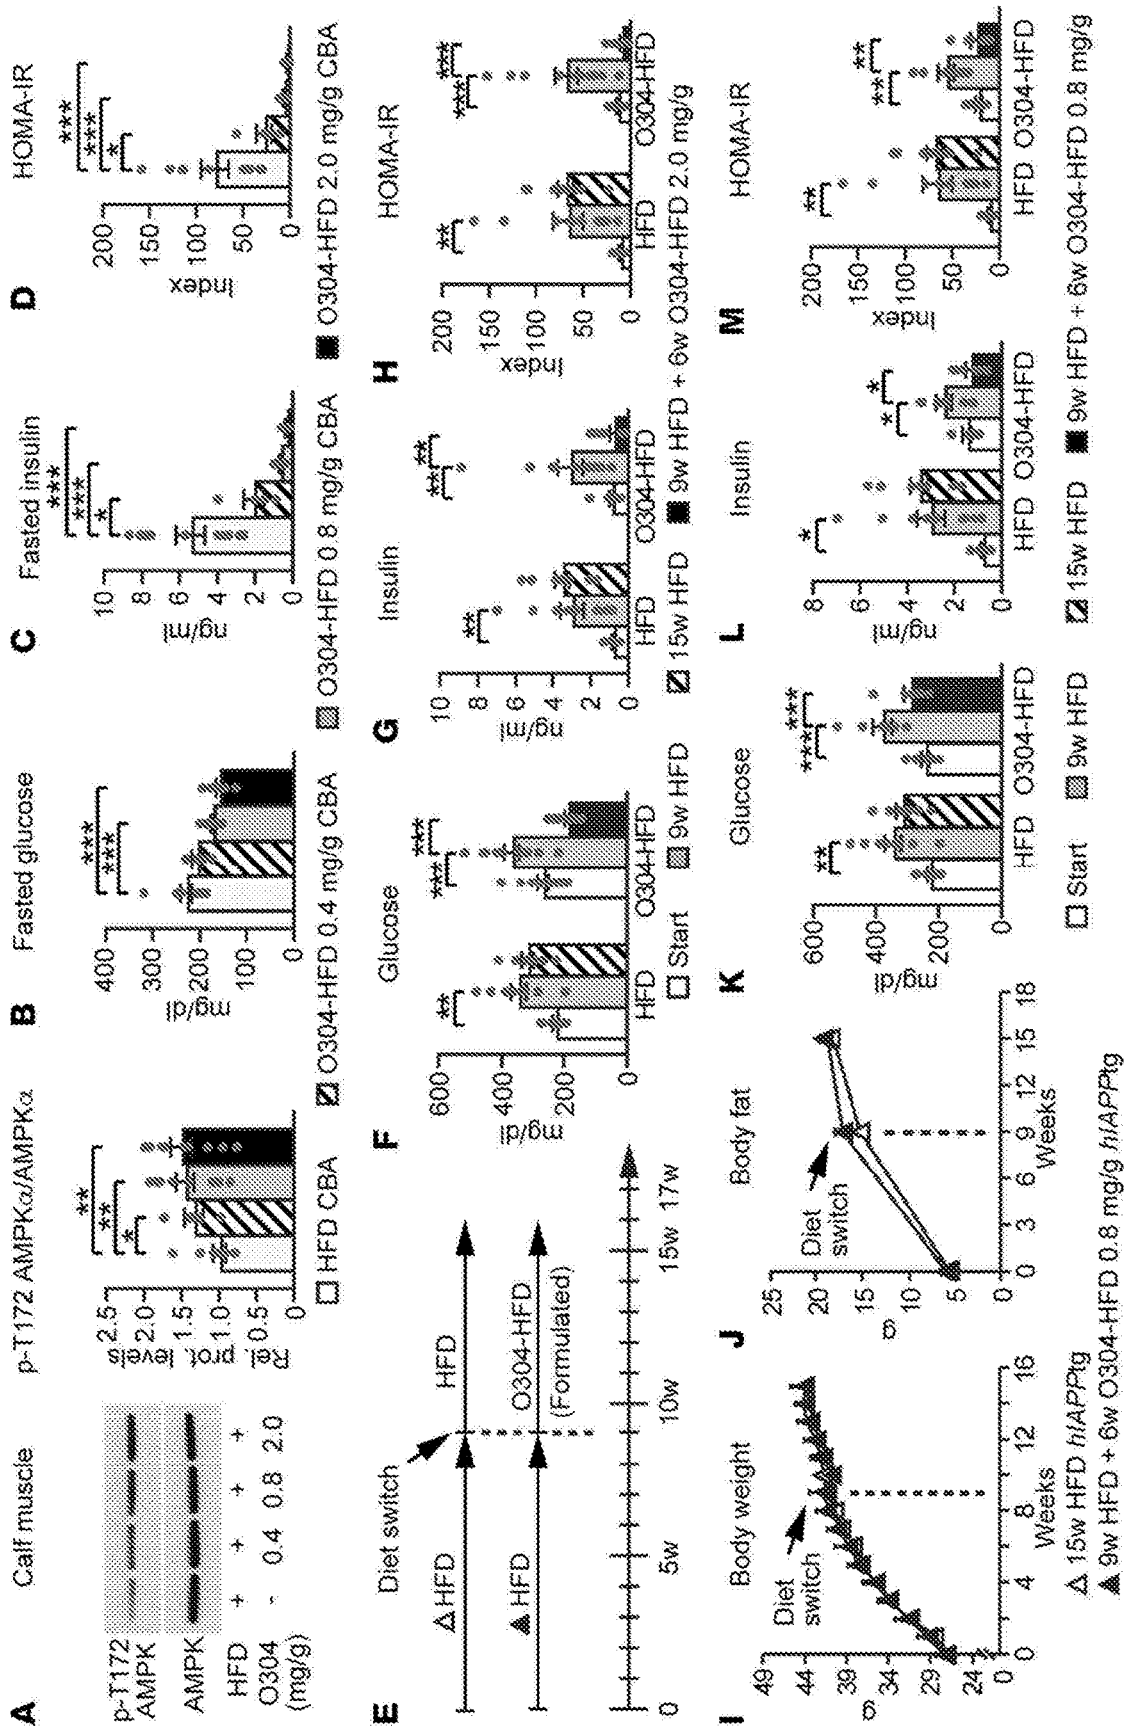 A
Calf muscle
p-T172
AMPK
AMPK
HFD + + + +
O304 - 0.4 0.8 2.0
(mg/g)
p-T172 AMPKα/AMPKα
Rel. prot. levels
2.5
2.0
1.5
1.0
0.5
0
*
**
**
B
Fasted glucose
mg/dl
400
300
200
100
0
***
***
C
Fasted insulin
ng/ml
10
8
6
4
2
0
*
***
***
D
HOMA-IR
Index
200
150
100
50
0
*
***
***
HFD CBA
O304-HFD 0.4 mg/g CBA
O304-HFD 0.8 mg/g CBA
O304-HFD 2.0 mg/g CBA
E
Diet switch
HFD
HFD
HFD
O304-HFD
(Formulated)
0 5w 10w 15w 17w
F
Glucose
mg/dl
600
400
200
0
**
***
***
HFD O304-HFD
G
Insulin
ng/ml
10
8
6
4
2
0
**
**
**
HFD O304-HFD
H
HOMA-IR
Index
200
150
100
50
0
**
***
***
HFD O304-HFD
Start
9w HFD
15w HFD
9w HFD + 6w O304-HFD 2.0 mg/g
I
Body weight
g
49
44
39
34
29
24
0
Diet
switch
0 4 8 12 16
Weeks
J
Body fat
g
25
20
15
10
5
0
Diet
switch
0 3 6 9 12 15 18
Weeks
15w HFD hIAPPtg
9w HFD + 6w O304-HFD 0.8 mg/g hIAPPtg
K
Glucose
mg/dl
600
400
200
0
**
***
***
HFD O304-HFD
L
Insulin
ng/ml
8
6
4
2
0
*
*
*
HFD O304-HFD
M
HOMA-IR
Index
200
150
100
50
0
**
**
**
HFD O304-HFD
Start
9w HFD
15w HFD
9w HFD + 6w O304-HFD 0.8 mg/g